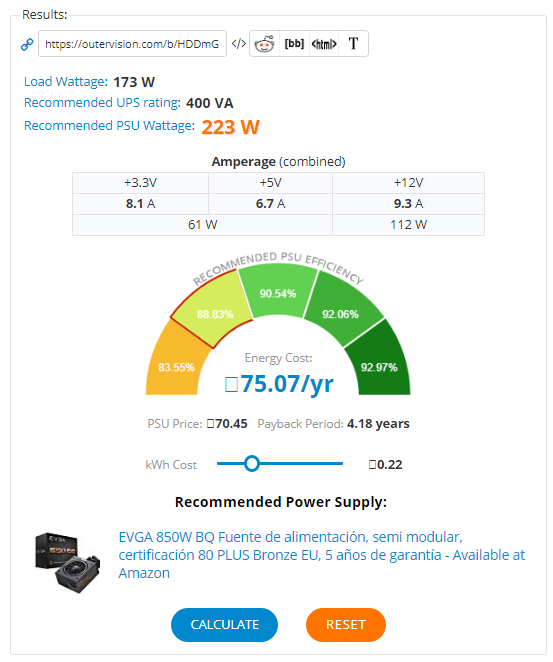 Results:
https://outervision.com/b/HDDmG
</>
[bb]
<html>
T
Load Wattage: 173 W
Recommended UPS rating: 400 VA
Recommended PSU Wattage: 223 W
Amperage (combined)
+3.3V +5V +12V
8.1 A 6.7 A 9.3 A
61 W 112 W
RECOMMENDED PSU EFFICIENCY
83.55% 88.83% 90.54% 92.06% 92.97%
Energy Cost:
75.07/yr
PSU Price: 70.45 Payback Period: 4.18 years
kWh Cost 0.22
Recommended Power Supply:
EVGA 850W BQ Fuente de alimentación, semi modular,
certificación 80 PLUS Bronze EU, 5 años de garantía - Available at
Amazon
CALCULATE RESET